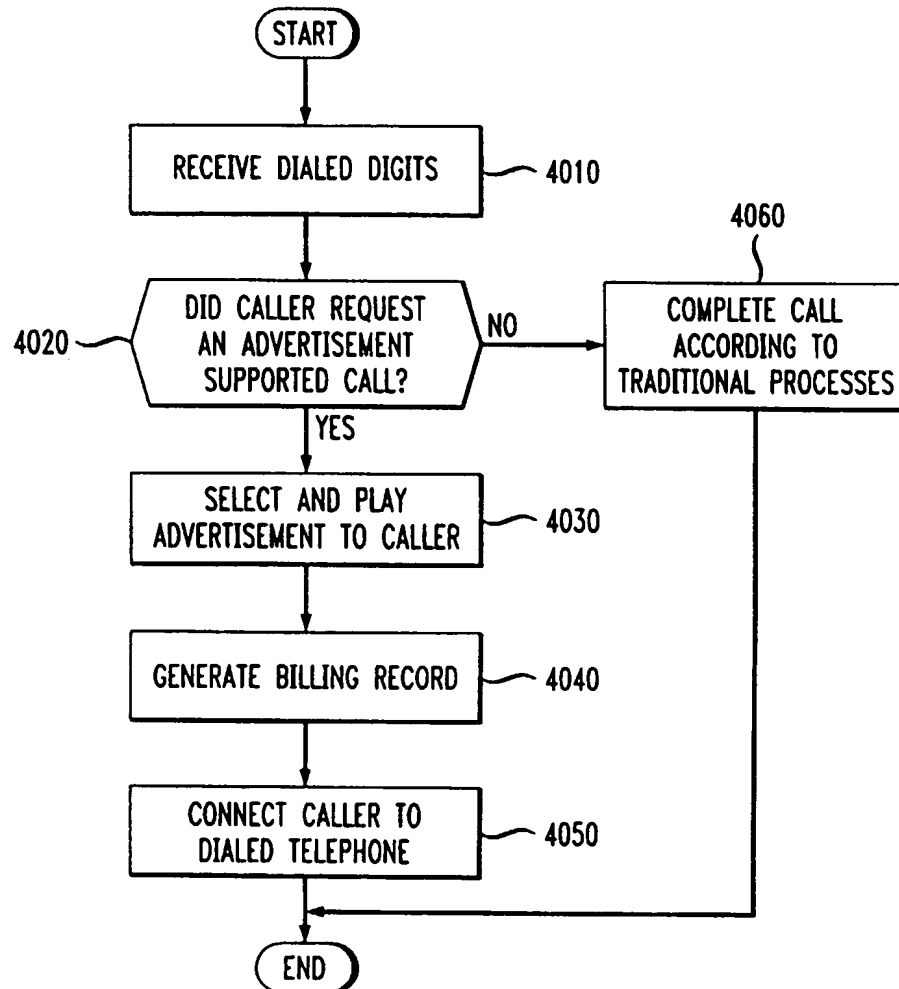 START
RECEIVE DIALED DIGITS
4010
4060
4020
DID CALLER REQUEST
AN ADVERTISEMENT
SUPPORTED CALL?
NO
COMPLETE CALL
ACCORDING TO
TRADITIONAL PROCESSES
YES
SELECT AND PLAY
ADVERTISEMENT TO CALLER
4030
GENERATE BILLING RECORD
4040
CONNECT CALLER TO
DIALED TELEPHONE
4050
END